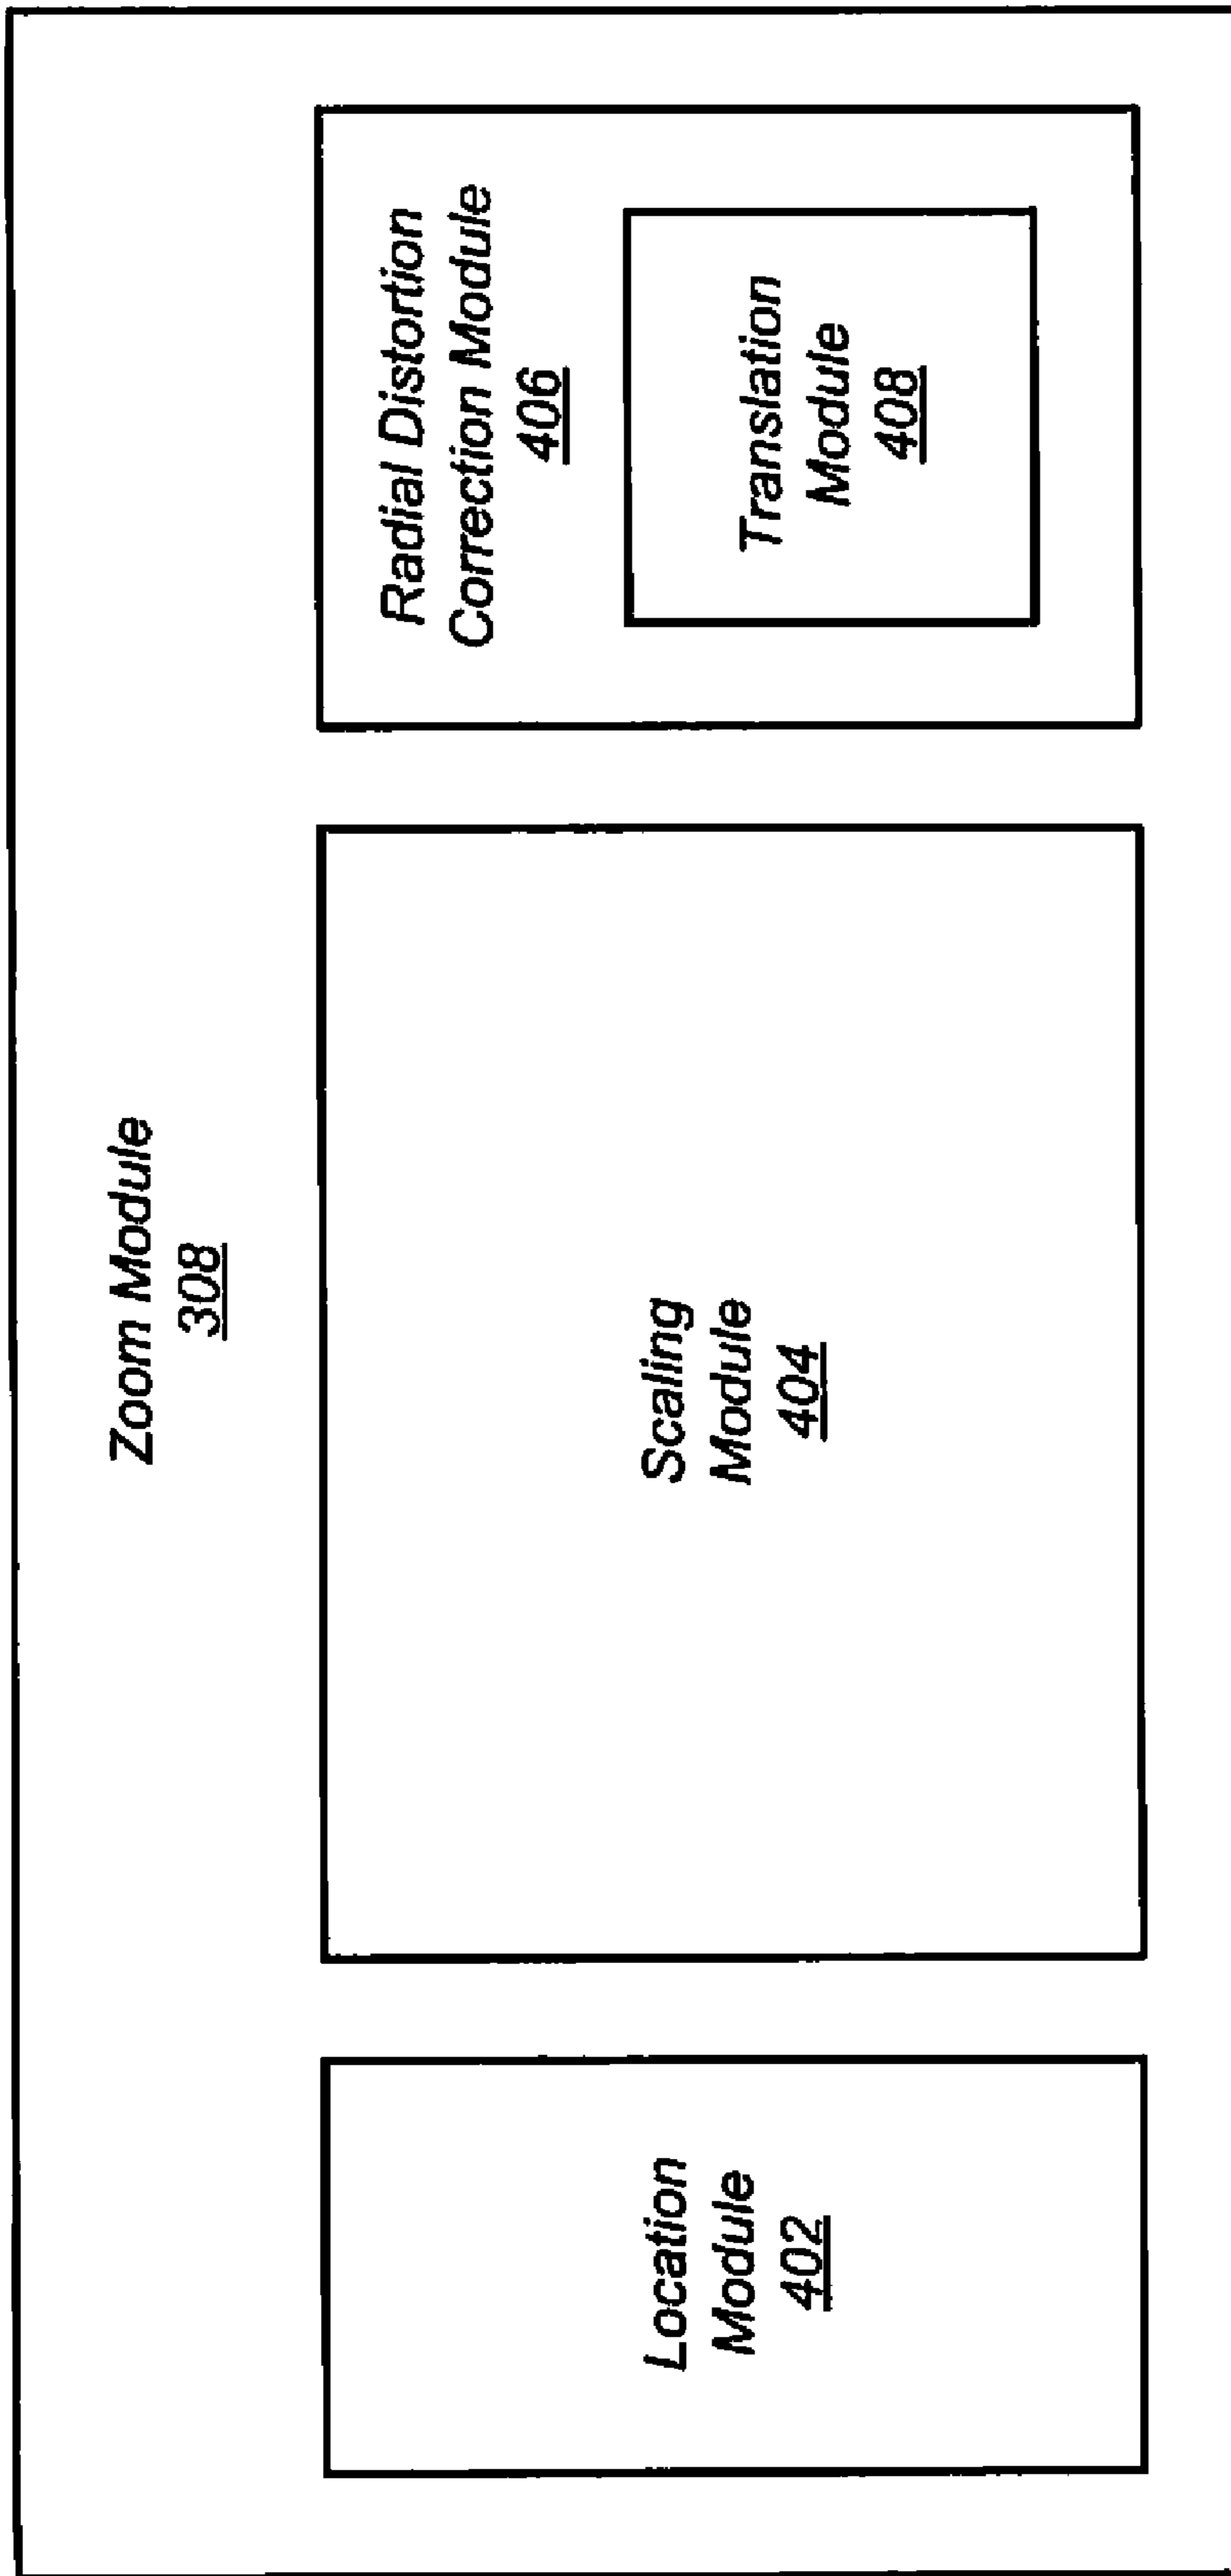 Zoom Module
308
Location
Module
402
Scaling
Module
404
Radial Distortion
Correction Module
406
Translation
Module
408